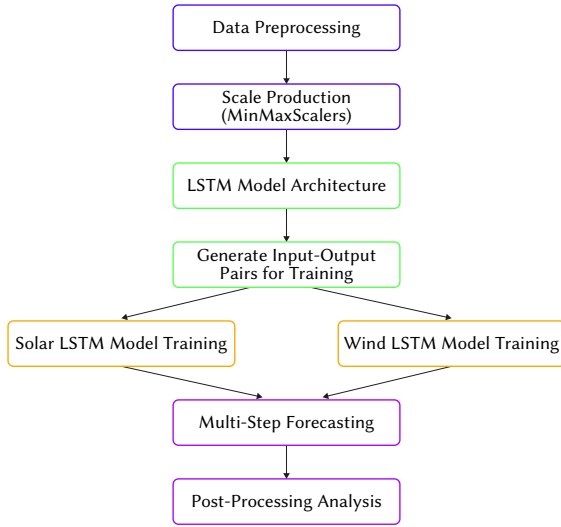 Data Preprocessing
Scale Production
(MinMaxScalers)
LSTM Model Architecture
Generate Input-Output
Pairs for Training
Solar LSTM Model Training
Wind LSTM Model Training
Multi-Step Forecasting
Post-Processing Analysis